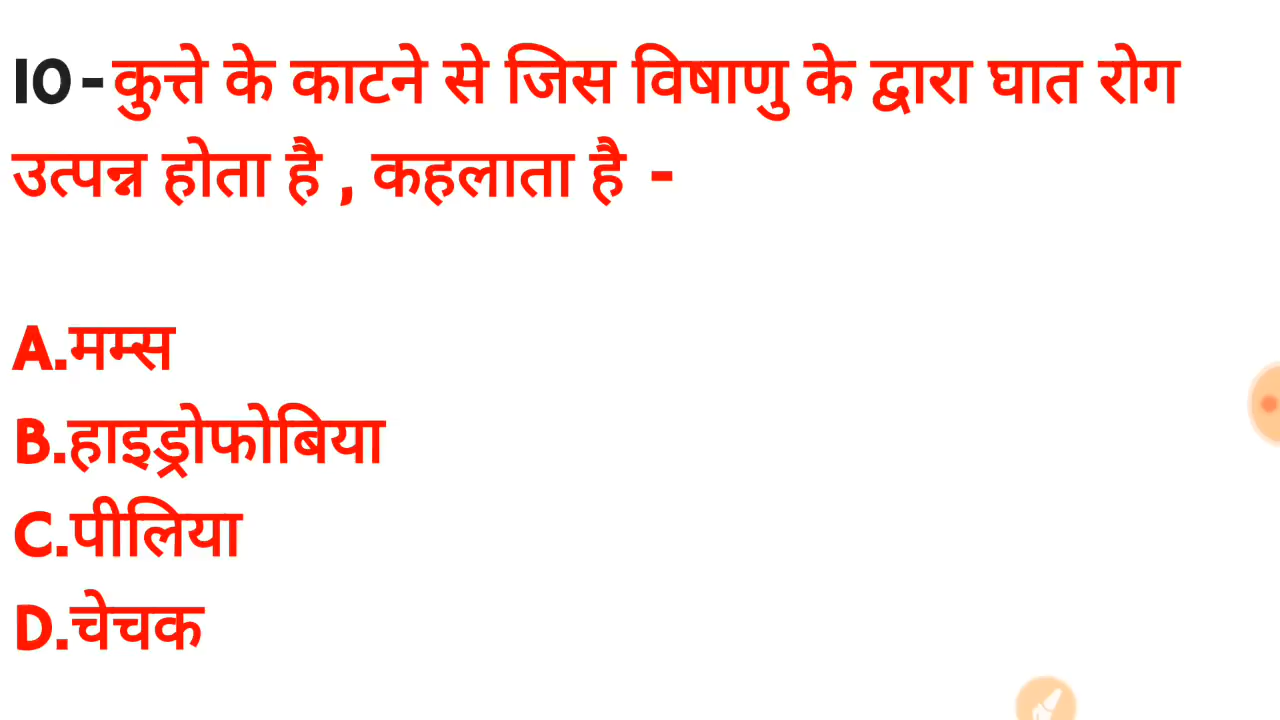 10-कुत्ते के काटने से जिस विषाणु के द्वारा घात रोग
उत्पन्न होता है , कहलाता है -
A.मम्स
B.हाइड्रोफोबिया
C.पीलिया
D.चेचक